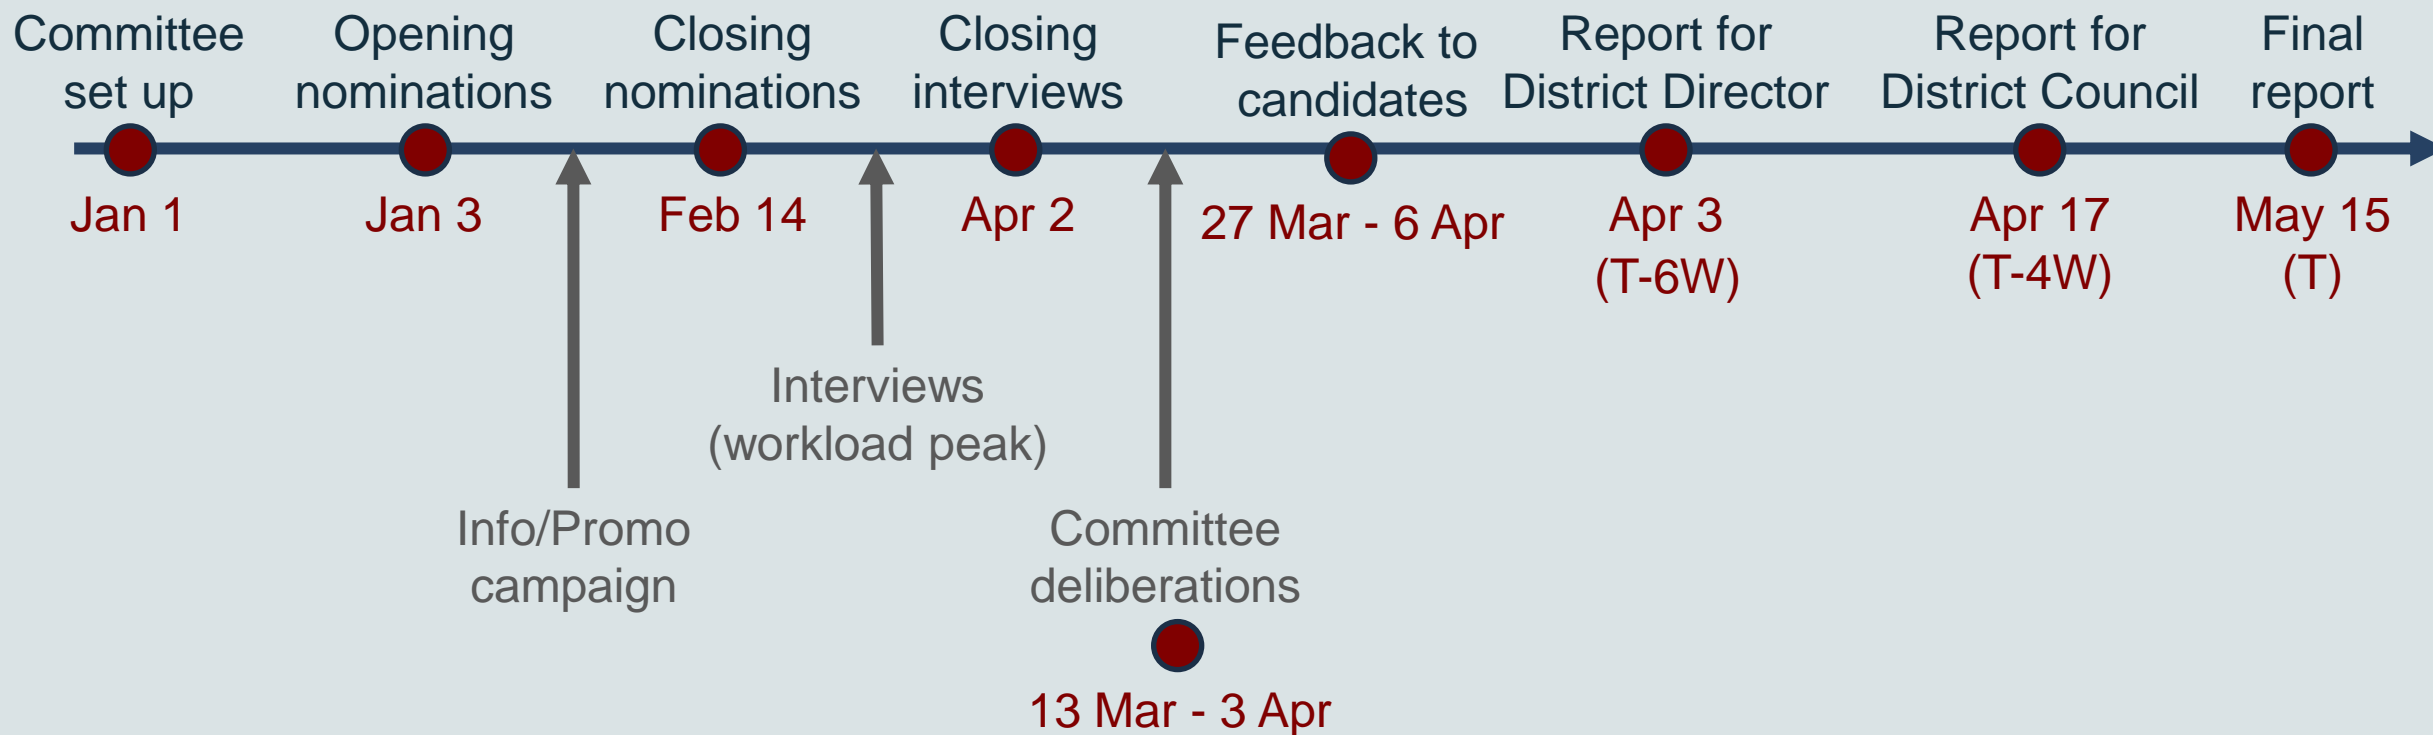 Committee
set up
Jan 1
Opening
nominations
Jan 3
Closing
nominations
Feb 14
Closing
interviews
Apr 2
Feedback to
candidates
27 Mar - 6 Apr
Report for
District Director
Apr 3
(T-6W)
Report for
District Council
Apr 17
(T-4W)
Final
report
May 15
(T)
Info/Promo
campaign
Interviews
(workload peak)
Committee
deliberations
13 Mar - 3 Apr